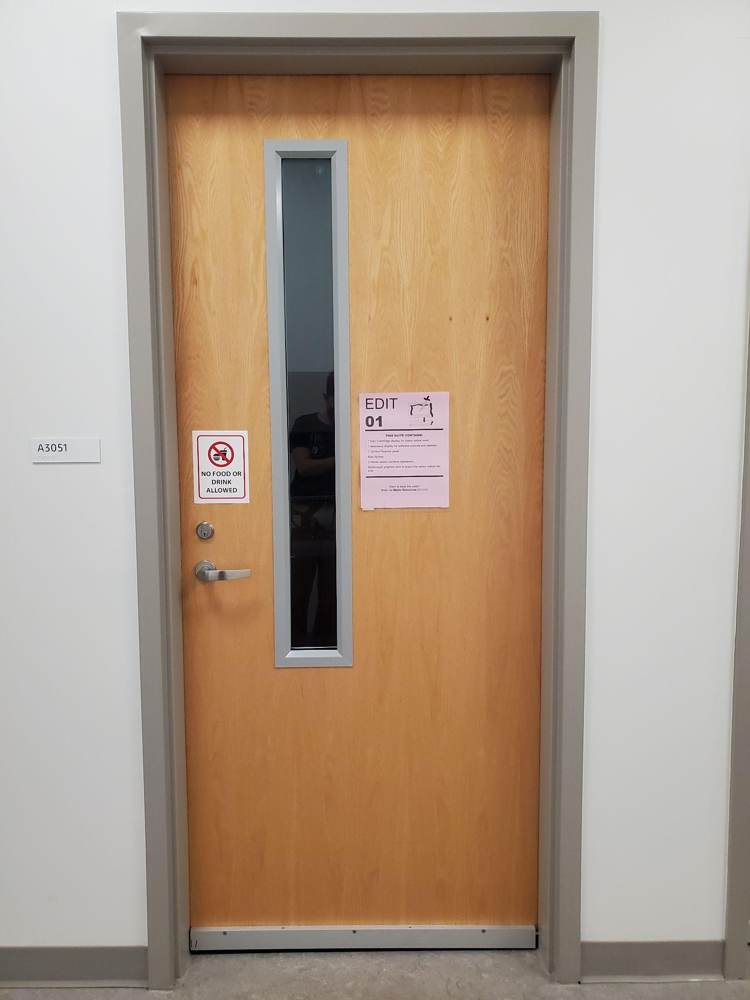 A3051
NO FOOD OR
DRINK
ALLOWED
EDIT
01
THIS SUITE CONTAINS:
• 1 Eizo ColorEdge display for colour critical work
• 1 secondary display for software controls and palettes
• 1 DaVinci Resolve panel
• Bias lighting
• 2 Stereo studio monitors (speakers)
• Blackmagic graphics card to output the colour critical dis-
play
Want to book this suite?
Book via Media Resources (D1310)